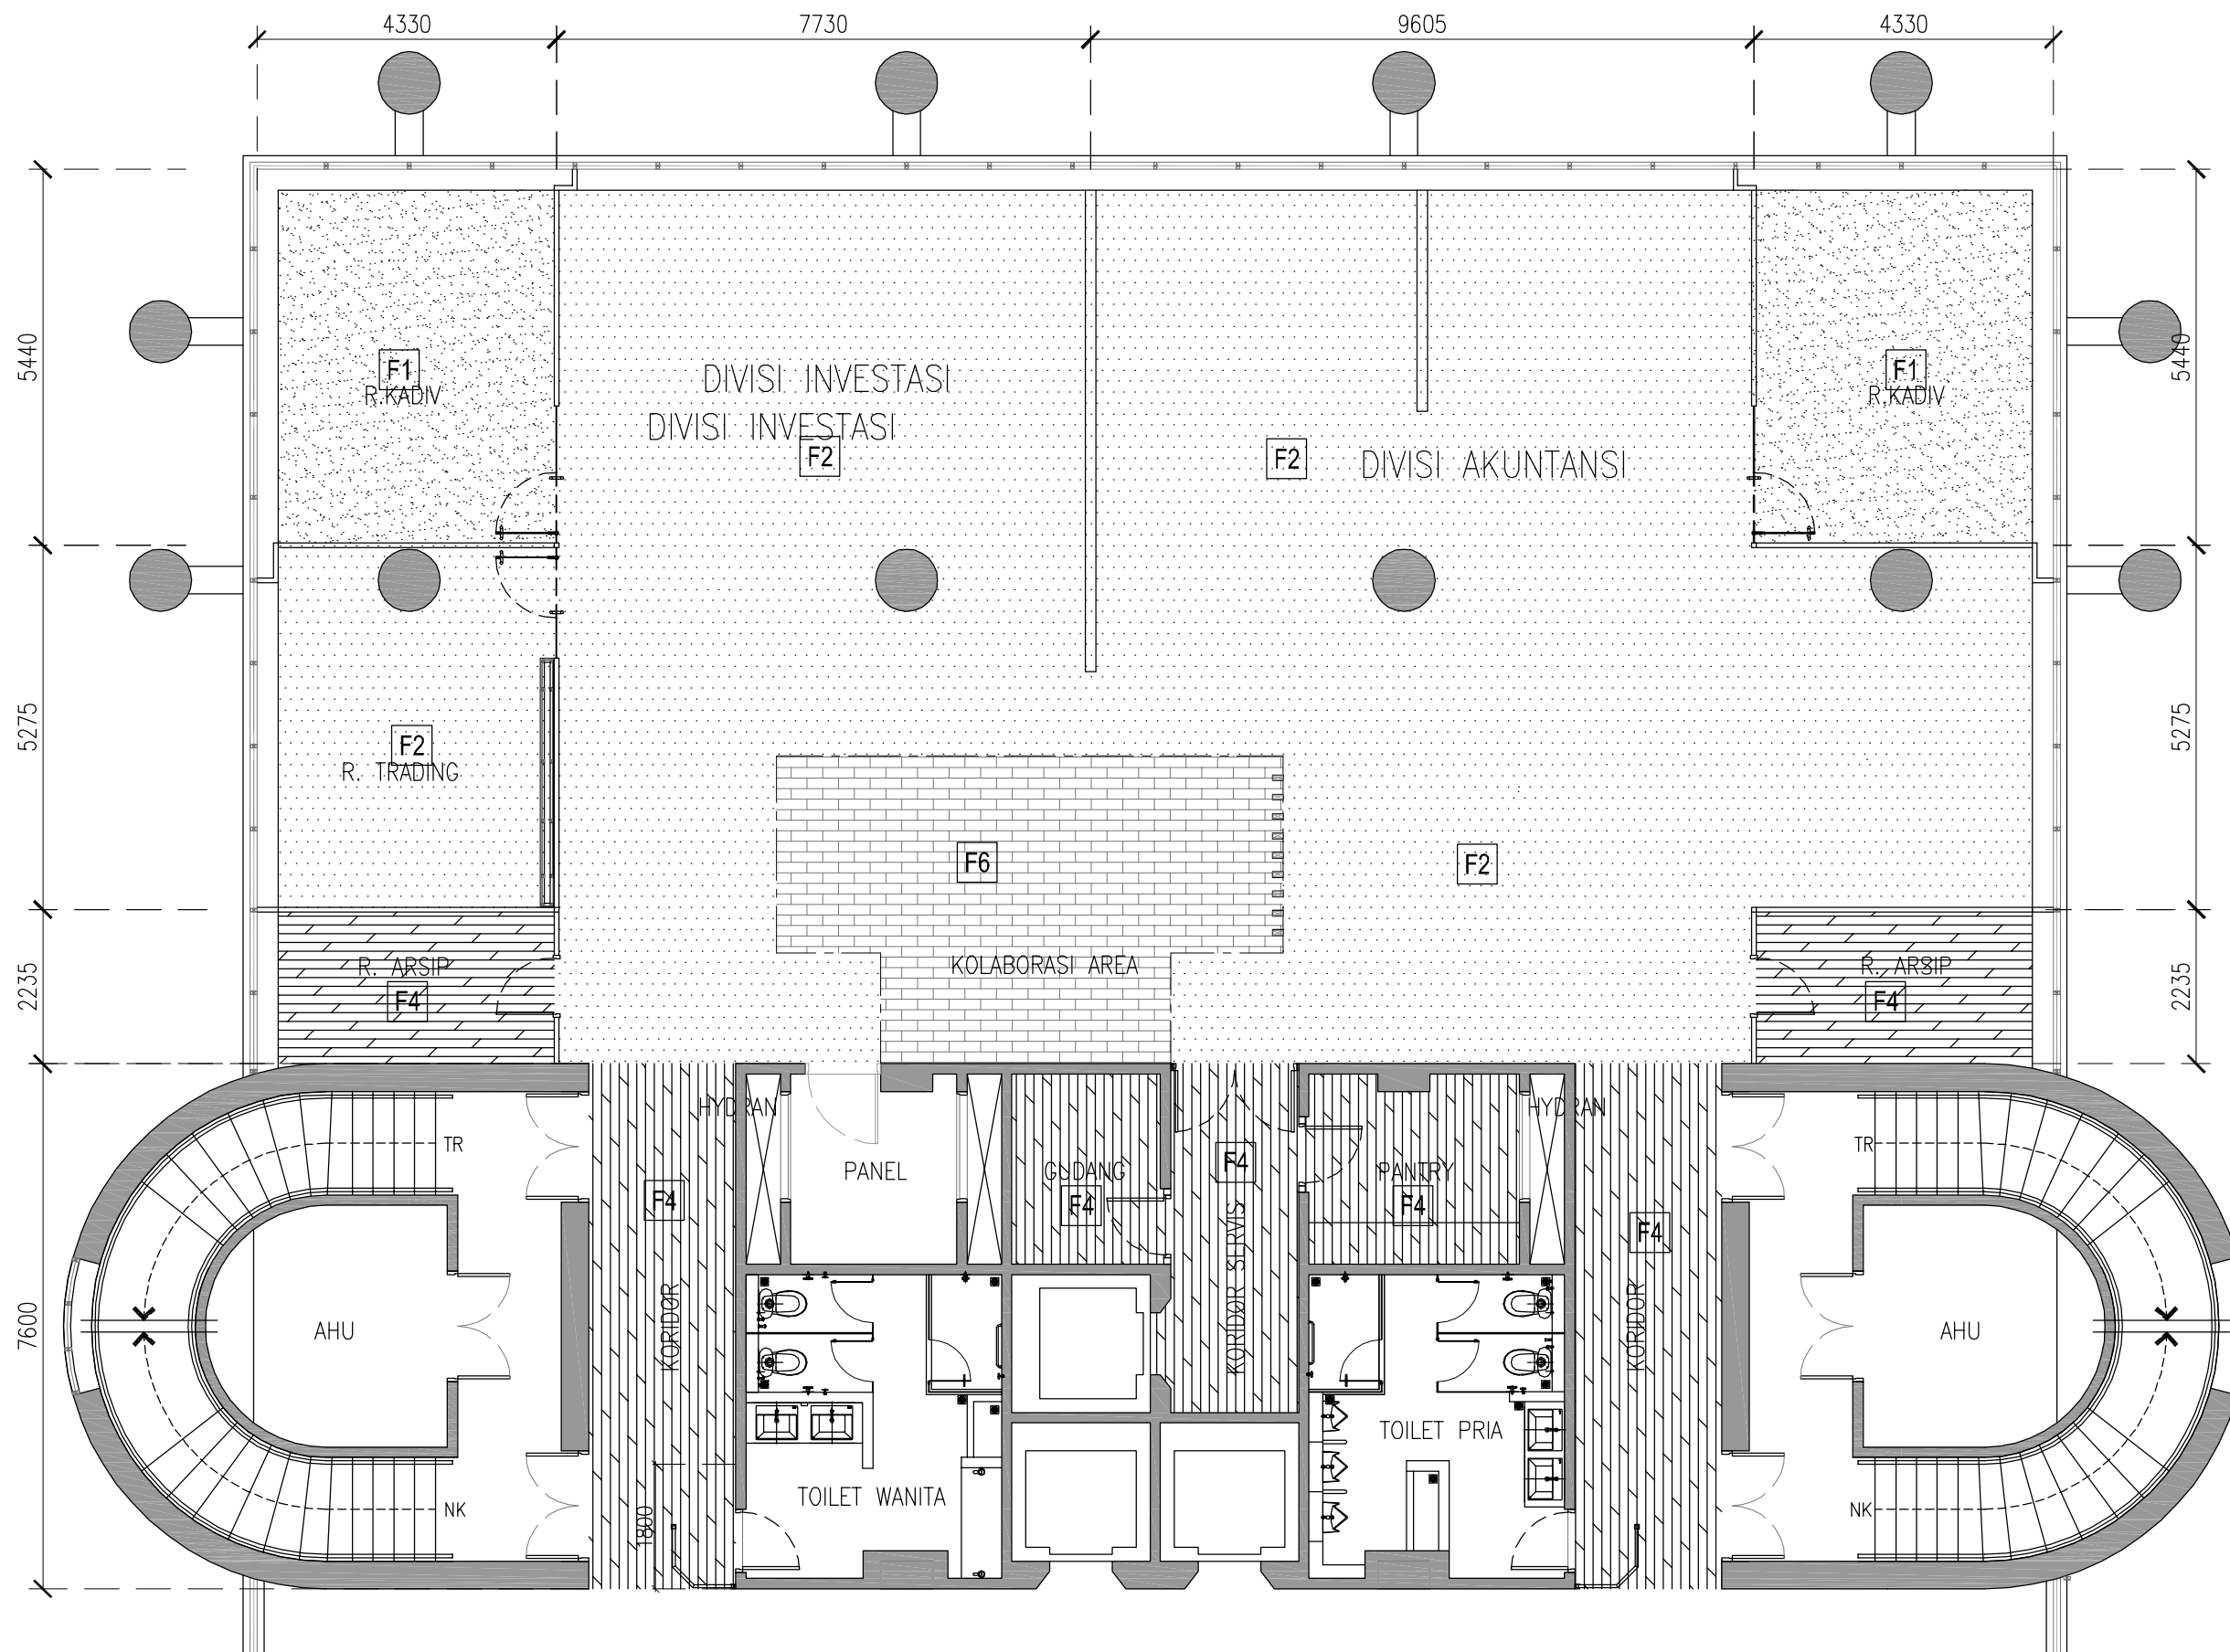 4330 7730 9605 4330
5440
5440
F1
R.KADIV
DIVISI INVESTASI
DIVISI INVESTASI
F2
F2
DIVISI AKUNTANSI
F1
R.KADIV
5275
5275
F2
R. TRADING
F6
F2
KOLABORASI AREA
2235
2235
R. ARSIP
F4
R. ARSIP
F4
HYDRAN
HYDRAN
TR
TR
PANEL
GUDANG
F4
F4
PANTRY
F4
F4
F4
KORIDOR
KORIDOR SERVIS
KORIDOR
7600
AHU
AHU
TOILET PRIA
TOILET WANITA
NK
NK
1800